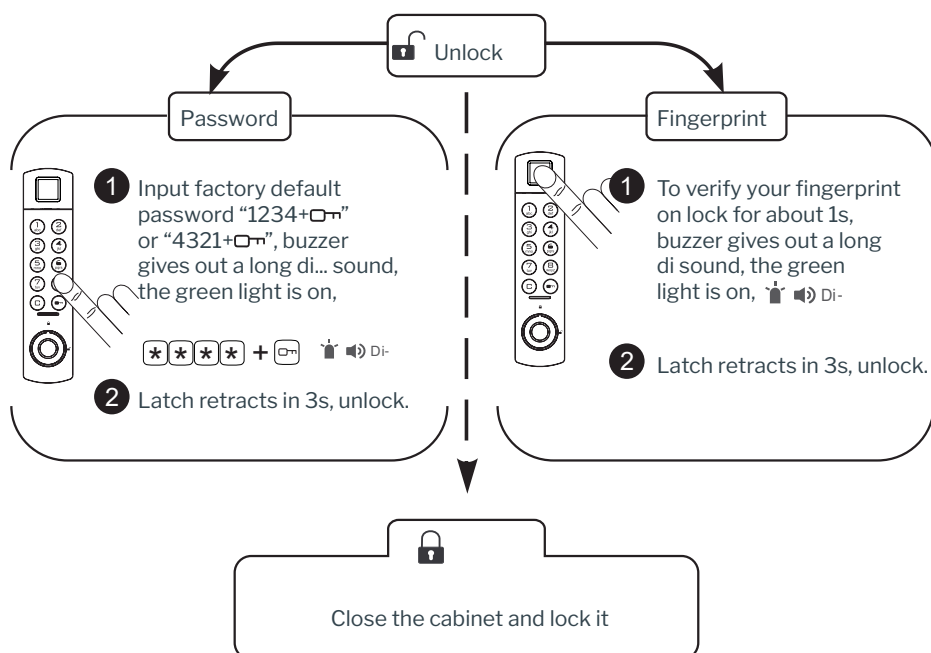 Unlock
Password
1 Input factory default
password “1234+
or “4321+ ”, buzzer
gives out a long di... sound,
the green light is on,
**** + Di-
2 Latch retracts in 3s, unlock.
Fingerprint
1 To verify your fingerprint
on lock for about 1s,
buzzer gives out a long
di sound, the green
light is on, Di-
2 Latch retracts in 3s, unlock.
Close the cabinet and lock it